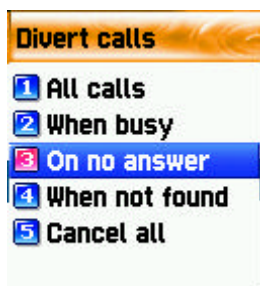 Divert calls
1 All calls
2 When busy
3 On no answer
4 When not found
5 Cancel all